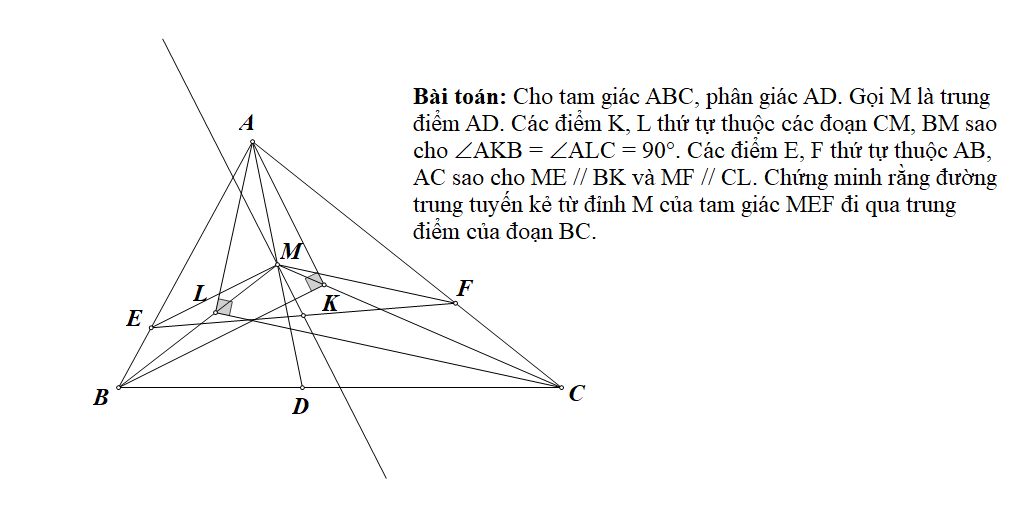 Bài toán: Cho tam giác ABC, phân giác AD. Gọi M là trung
điểm AD. Các điểm K, L thứ tự thuộc các đoạn CM, BM sao
cho ∠AKB = ∠ALC = 90°. Các điểm E, F thứ tự thuộc AB,
AC sao cho ME // BK và MF // CL. Chứng minh rằng đường
trung tuyến kẻ từ đỉnh M của tam giác MEF đi qua trung
điểm của đoạn BC.
A
M
L
K
F
E
B
D
C